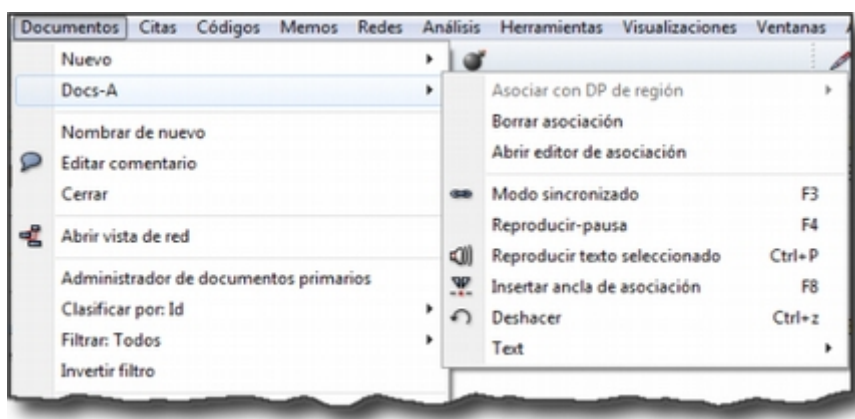 Documentos Citas Códigos Memos Redes Análisis Herramientas Visualizaciones Ventanas
Nuevo
Docs-A
Nombrar de nuevo
Editar comentario
Cerrar
Abrir vista de red
Administrador de documentos primarios
Clasificar por: Id
Filtrar: Todos
Invertir filtro
Asociar con DP de región
Borrar asociación
Abrir editor de asociación
Modo sincronizado F3
Reproducir-pausa F4
Reproducir texto seleccionado Ctrl+P
Insertar ancla de asociación F8
Deshacer Ctrl+z
Text